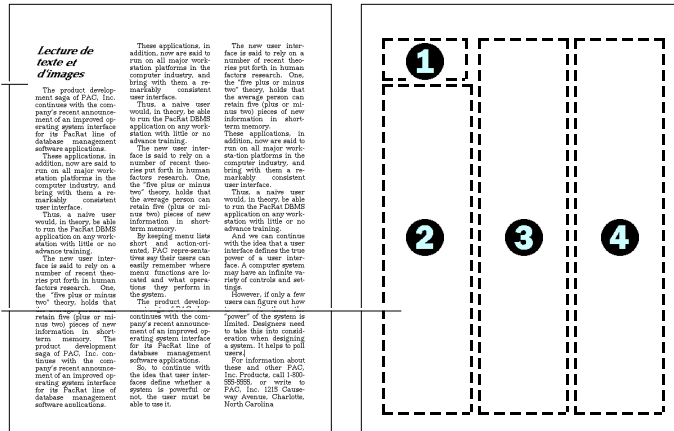 Lecture de
texte et
d'images
The product develop-
ment saga of PAC, Inc.
continues with the com-
pany's recent announce-
ment of an improved op-
erating system interface
for its PacRat line of
database management
software applications.
These applications, in
addition, now are said to
run on all major work-
station platforms in the
computer industry, and
bring with them a re-
markably consistent
user interface.
Thus, a naive user
would, in theory, be able
to run the PacRat DBMS
application on any work-
station with little or no
advance training.
The new user inter-
face is said to rely on a
number of recent theo-
ries put forth in human
factors research. One,
the "five plus or minus
two" theory, holds that
retain five (plus or mi-
nus two) pieces of new
information in short-
term memory. The
product development
saga of PAC, Inc. con-
tinues with the com-
pany's recent announce-
ment of an improved op-
erating system interface
for its PacRat line of
database management
software applications.
These applications, in
addition, now are said to
run on all major work-
station platforms in the
computer industry, and
bring with them a re-
markably consistent
user interface.
Thus, a naive user
would, in theory, be able
to run the PacRat DBMS
application on any work-
station with little or no
advance training.
The new user inter-
face is said to rely on a
number of recent theo-
ries put forth in human
factors research. One,
the "five plus or minus
two" theory, holds that
the average person can
retain five (plus or mi-
nus two) pieces of new
information in short-
term memory.
By keeping menu lists
short and action-ori-
ented, PAC representa-
tives say their users can
easily remember where
menu functions are lo-
cated and what opera-
tions they perform in
the system.
The product develop-
continues with the com-
pany's recent announce-
ment of an improved op-
erating system interface
for its PacRat line of
database management
software applications.
So, to continue with
the idea that user inter-
faces define whether a
system is powerful or
not, the user must be
able to use it.
The new user inter-
face is said to rely on a
number of recent theo-
ries put forth in human
factors research. One,
the "five plus or minus
two" theory, holds that
the average person can
retain five (plus or mi-
nus two) pieces of new
information in short-
term memory.
These applications, in
addition, now are said to
run on all major work-
sta-tion platforms in the
computer industry, and
bring with them a re-
markably consistent
user interface.
Thus, a naive user
would, in theory, be able
to run the PacRat DBMS
application on any work-
station with little or no
advance training.
And we can continue
with the idea that a user
interface defines the true
power of a user inter-
face. A computer system
may have an infinite va-
riety of controls and set-
tings.
However, if only a few
users can figure out how
"power" of the system is
limited. Designers need
to take this into consid-
eration when designing
a system. It helps to poll
users.
For information about
these and other PAC,
Inc. Products, call 1-800-
555-5555, or write to
PAC, Inc. 1215 Cause-
way Avenue, Charlotte,
North Carolina
1
2
3
4